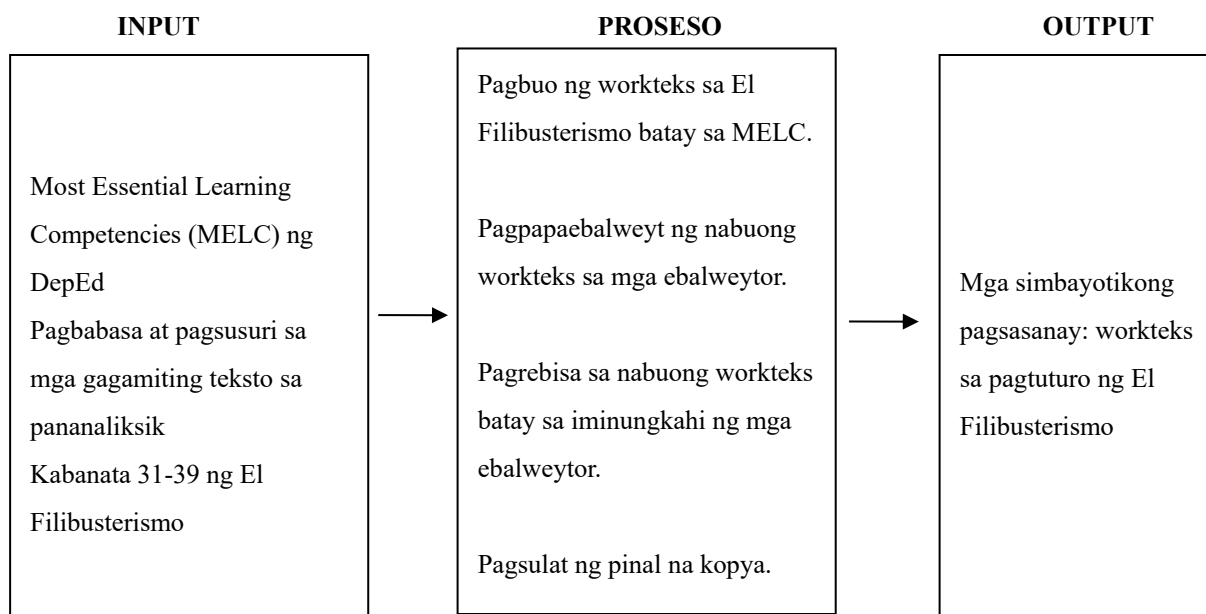 INPUT
Most Essential Learning
Competencies (MELC) ng
DepEd
Pagbabasa at pagsusuri sa
mga gagamiting teksto sa
pananaliksik
Kabanata 31-39 ng El
Filibusterismo
PROSESO
Pagbuo ng workteks sa El
Filibusterismo batay sa MELC.
Pagpapaebalweyt ng nabuong
workteks sa mga ebalweytor.
Pagrebisa sa nabuong workteks
batay sa iminungkahi ng mga
ebalweytor.
Pagsulat ng pinal na kopya.
OUTPUT
Mga simbayotikong
pagsasanay: workteks
sa pagtuturo ng El
Filibusterismo